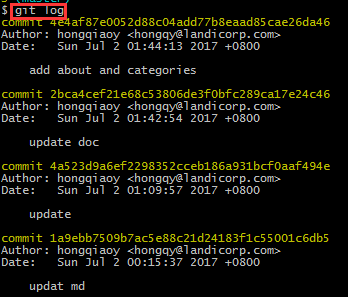 $ git log
commit 4e4af87e0052d88c04add77b8eaad85cae26da46
Author: hongqiaoy <hongqy@landicorp.com>
Date:   Sun Jul 2 01:44:13 2017 +0800
add about and categories
commit 2bca4cef21e68c53806de3f0bfc289ca17e24c46
Author: hongqiaoy <hongqy@landicorp.com>
Date:   Sun Jul 2 01:42:54 2017 +0800
update doc
commit 4a523d9a6ef2298352cceb186a931bcf0aaf494e
Author: hongqiaoy <hongqy@landicorp.com>
Date:   Sun Jul 2 01:09:57 2017 +0800
update
commit 1a9ebb7509b7ac5e88c21d24183f1c55001c6db5
Author: hongqiaoy <hongqy@landicorp.com>
Date:   Sun Jul 2 00:15:37 2017 +0800
updat md